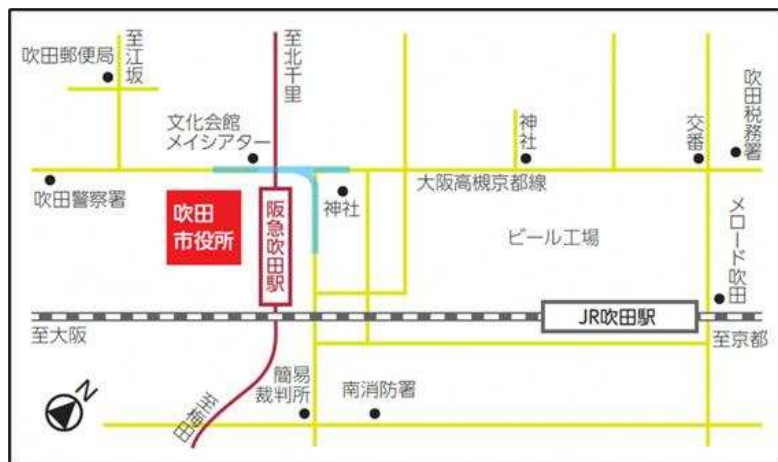 至江坂
吹田郵便局
至北千里
文化会館
メイシアター
神社
交番
吹田税務署
大阪高槻京都線
吹田警察署
吹田
市役所
阪急吹田駅
神社
ビール工場
メロード吹田
JR吹田駅
至大阪
至京都
簡易
裁判所
南消防署
至梅田
N